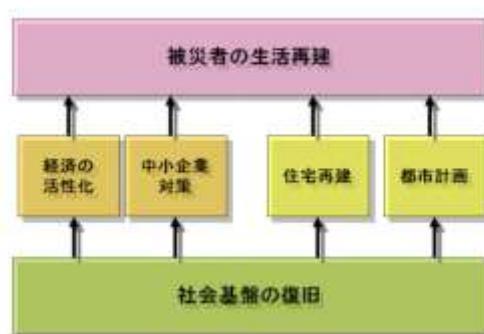 被災者の生活再建
経済の
活性化
中小企業
対策
住宅再建
都市計画
社会基盤の復旧